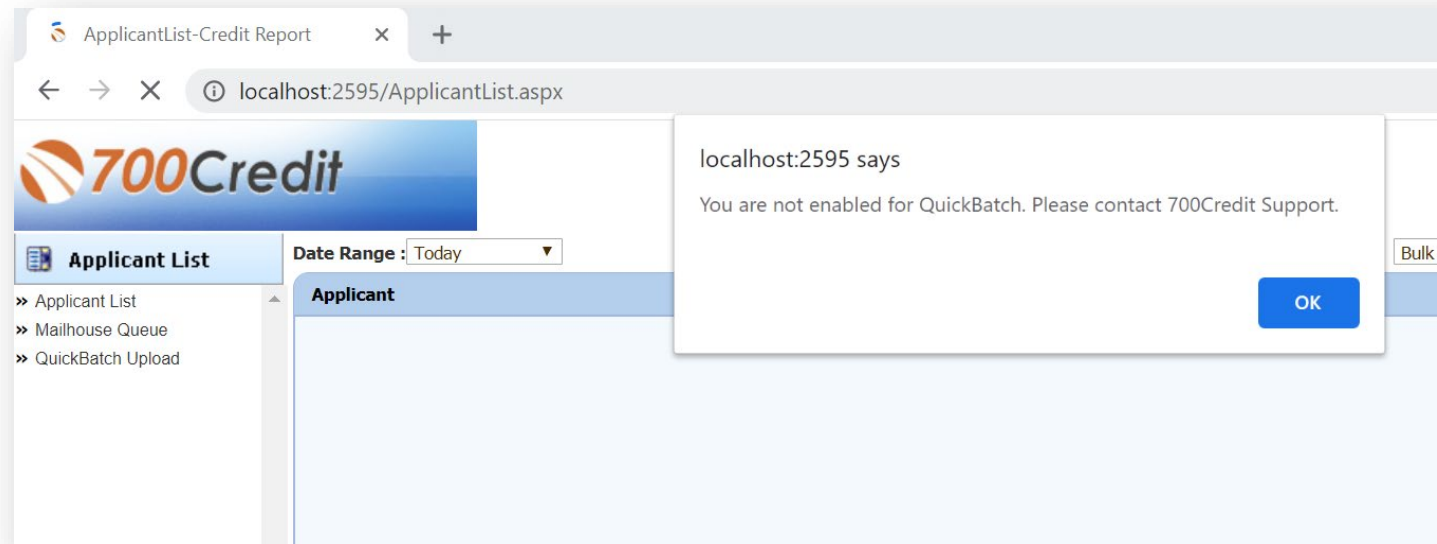 ApplicantList-Credit Report
localhost:2595/ApplicantList.aspx
700Credit
localhost:2595 says
You are not enabled for QuickBatch. Please contact 700Credit Support.
OK
Applicant List
Date Range : Today
Bulk
Applicant
» Applicant List
» Mailhouse Queue
» QuickBatch Upload